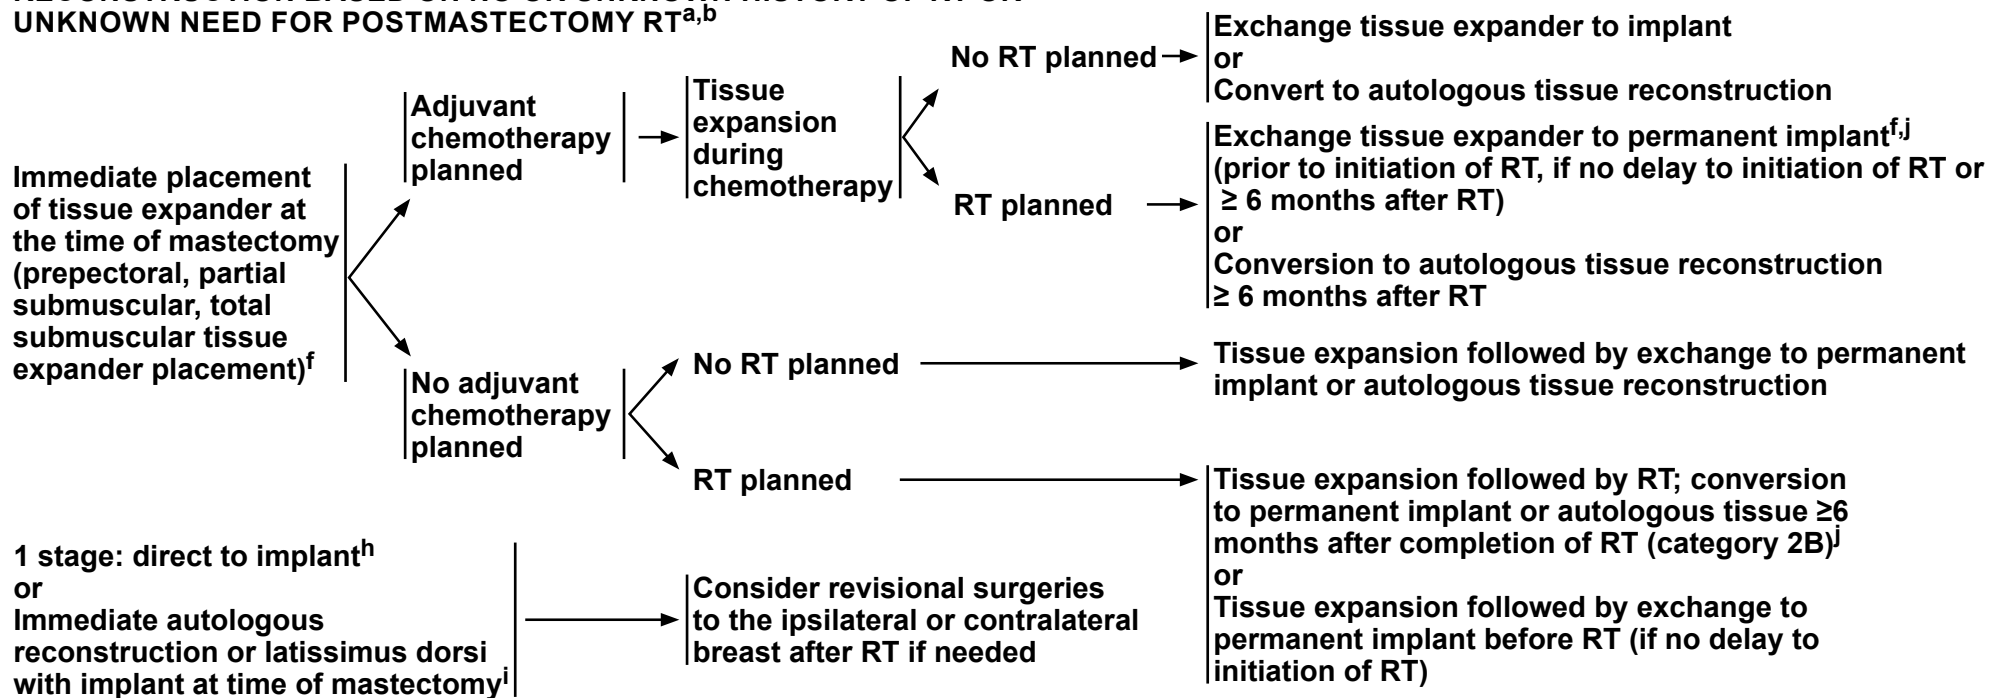 UNKNOWN NEED FOR POSTMASTECTOMY RTa,b
Immediate placement
of tissue expander at
the time of mastectomy
(prepectoral, partial
submuscular, total
submuscular tissue
expander placement)f
Adjuvant
chemotherapy
planned
Tissue
expansion
during
chemotherapy
No RT planned
Exchange tissue expander to implant
or
Convert to autologous tissue reconstruction
RT planned
Exchange tissue expander to permanent implantf,j
(prior to initiation of RT, if no delay to initiation of RT or
≥ 6 months after RT)
or
Conversion to autologous tissue reconstruction
≥ 6 months after RT
No adjuvant
chemotherapy
planned
No RT planned
Tissue expansion followed by exchange to permanent
implant or autologous tissue reconstruction
RT planned
Tissue expansion followed by RT; conversion
to permanent implant or autologous tissue ≥6
months after completion of RT (category 2B)j
or
Tissue expansion followed by exchange to
permanent implant before RT (if no delay to
initiation of RT)
1 stage: direct to implanth
or
Immediate autologous
reconstruction or latissimus dorsi
with implant at time of mastectomyi
Consider revisional surgeries
to the ipsilateral or contralateral
breast after RT if needed